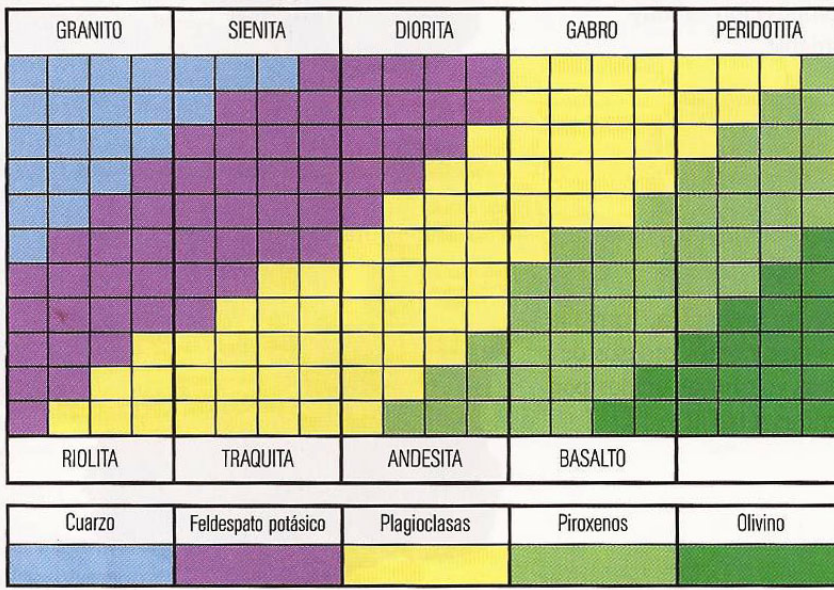 GRANITO SIENITA DIORITA GABRO PERIDOTITA
RIOLITA TRAQUITA ANDESITA BASALTO
Cuarzo Feldespato potásico Plagioclasas Piroxenos Olivino